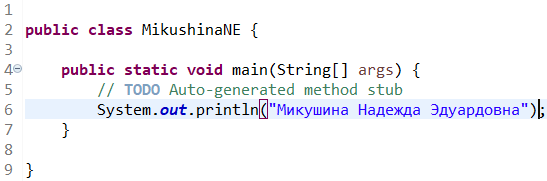 1
2 public class MikushinaNE {
3
4 public static void main(String[] args) {
5 // TODO Auto-generated method stub
6 System.out.println("Микушина Надежда Эдуардовна");
7 }
8
9 }